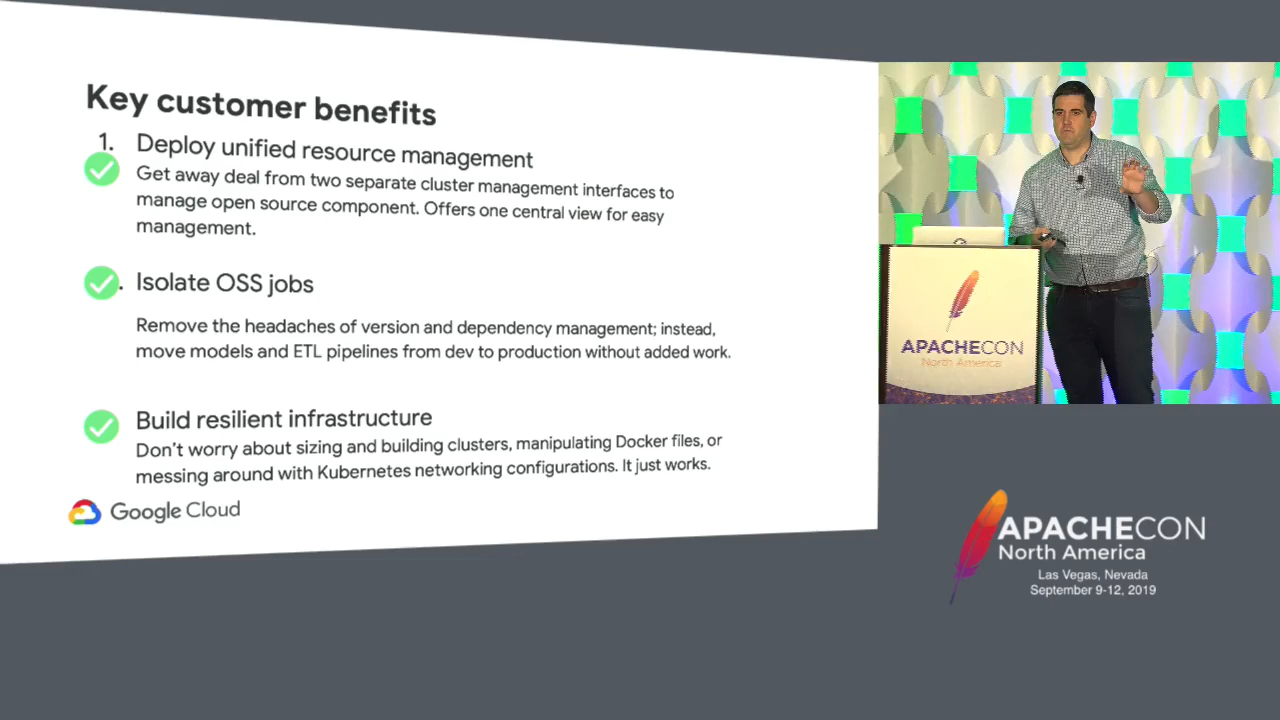 Key customer benefits
1. Deploy unified resource management
Get away deal from two separate cluster management interfaces to
manage open source component. Offers one central view for easy
management.
. Isolate OSS jobs
Remove the headaches of version and dependency management; instead,
move models and ETL pipelines from dev to production without added work.
Build resilient infrastructure
Don't worry about sizing and building clusters, manipulating Docker files, or
messing around with Kubernetes networking configurations. It just works.
Google Cloud
APACHECON
North America
APACHECON
North America
Las Vegas, Nevada
September 9-12, 2019